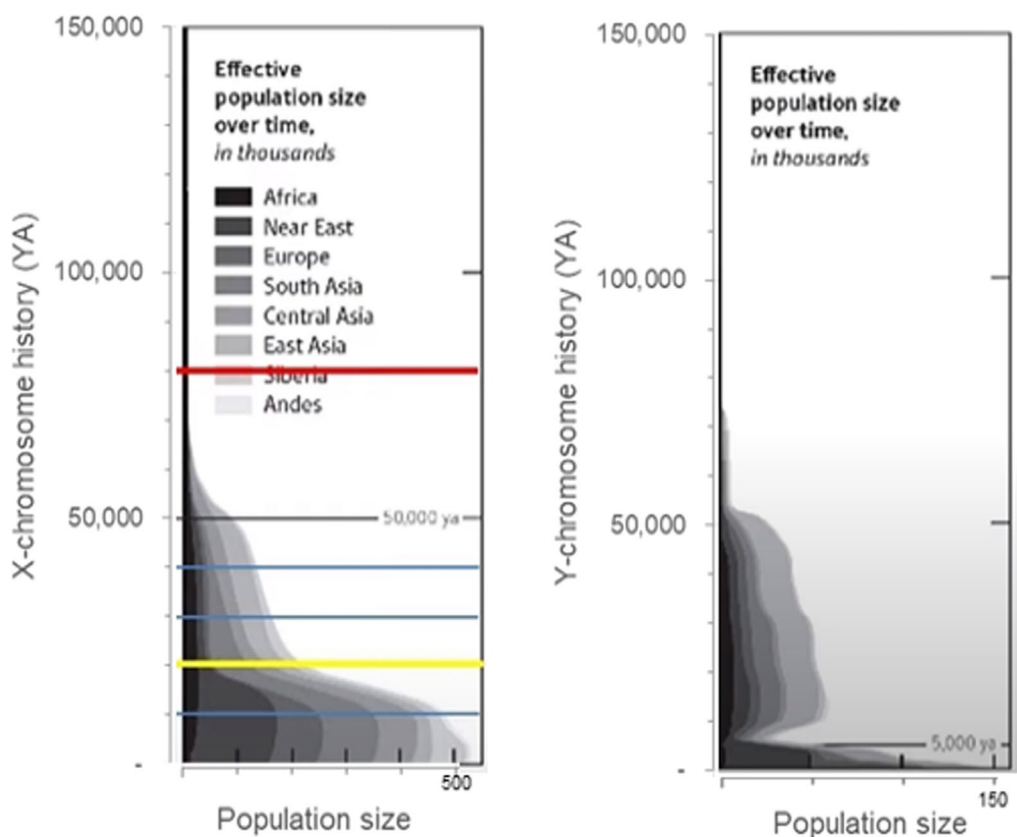 150,000
Effective
population size
over time,
in thousands
Africa
Near East
Europe
South Asia
Central Asia
East Asia
Siberia
Andes
100,000
50,000
50,000 ya
-
500
X-chromosome history (YA)
Population size
150,000
Effective
population size
over time,
in thousands
100,000
50,000
5,000 ya
-
150
Y-chromosome history (YA)
Population size